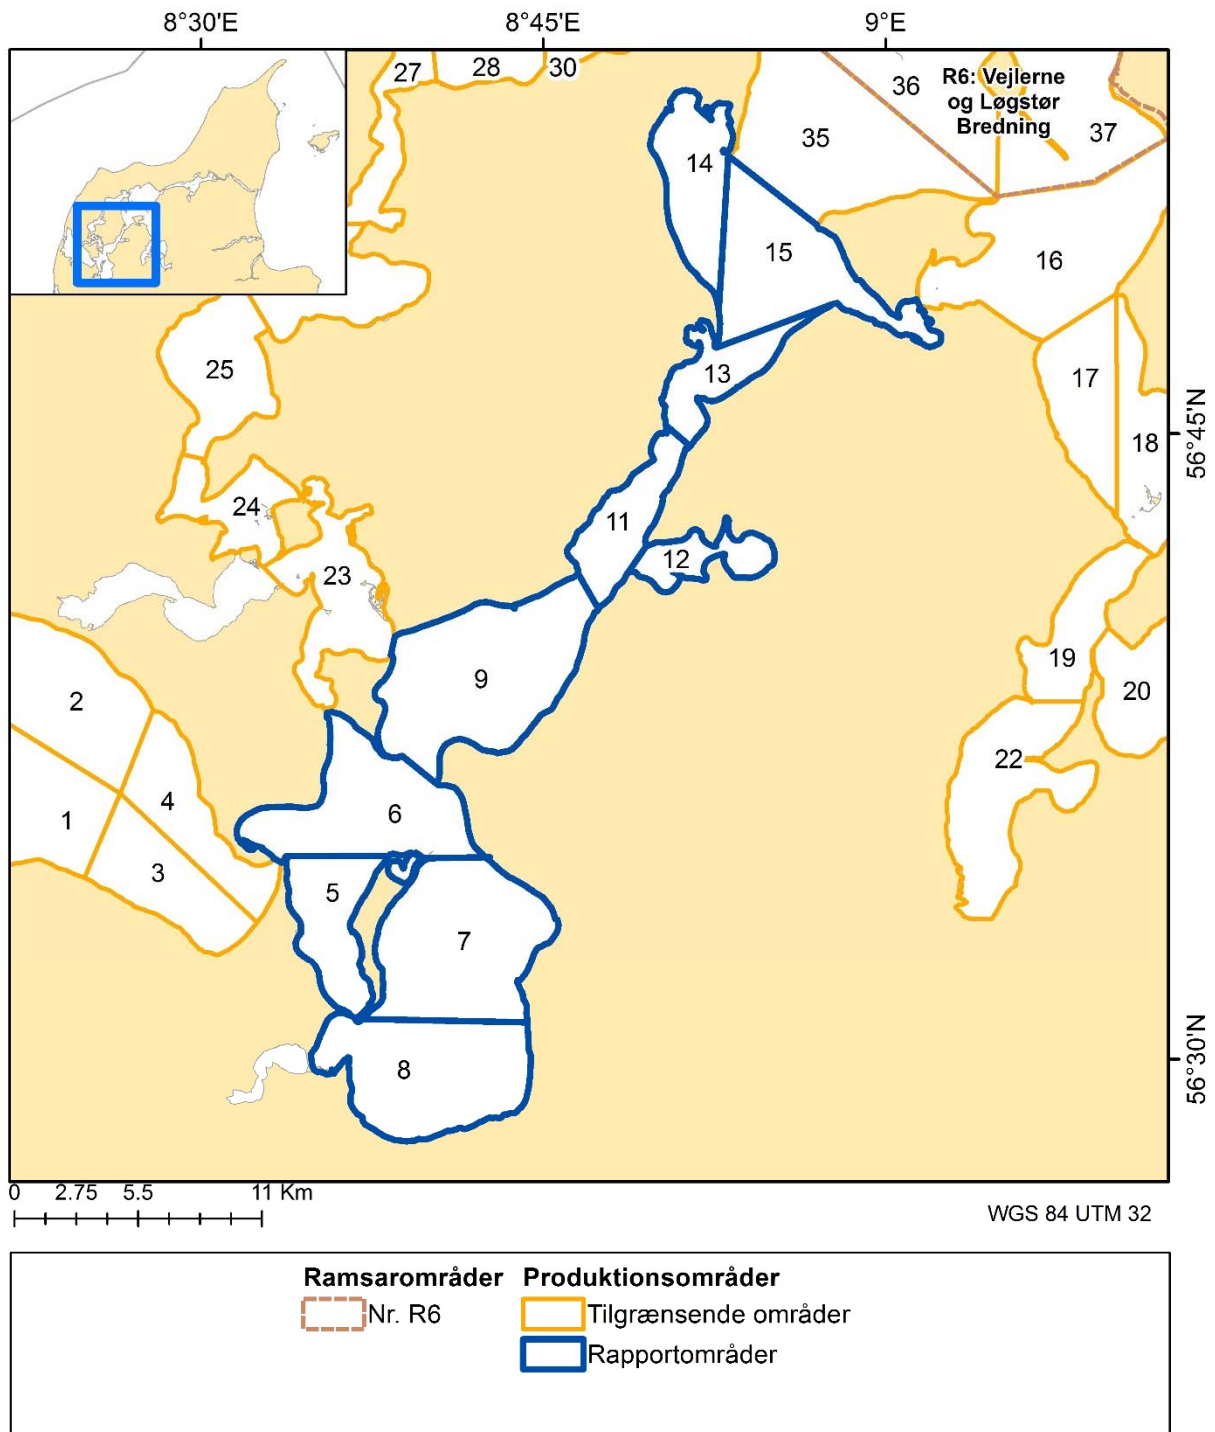 8°30'E
8°45'E
9°E
27
28
30
36
R6: Vejlerne
og Løgstør
Bredning
37
35
14
15
16
25
13
17
18
56°45'N
24
11
12
23
19
20
9
2
22
4
1
6
3
5
7
56°30'N
8
0 2.75 5.5 11 Km
WGS 84 UTM 32
Ramsarområder Produktionsområder
Nr. R6 Tilgrænsende områder
Rapportområder